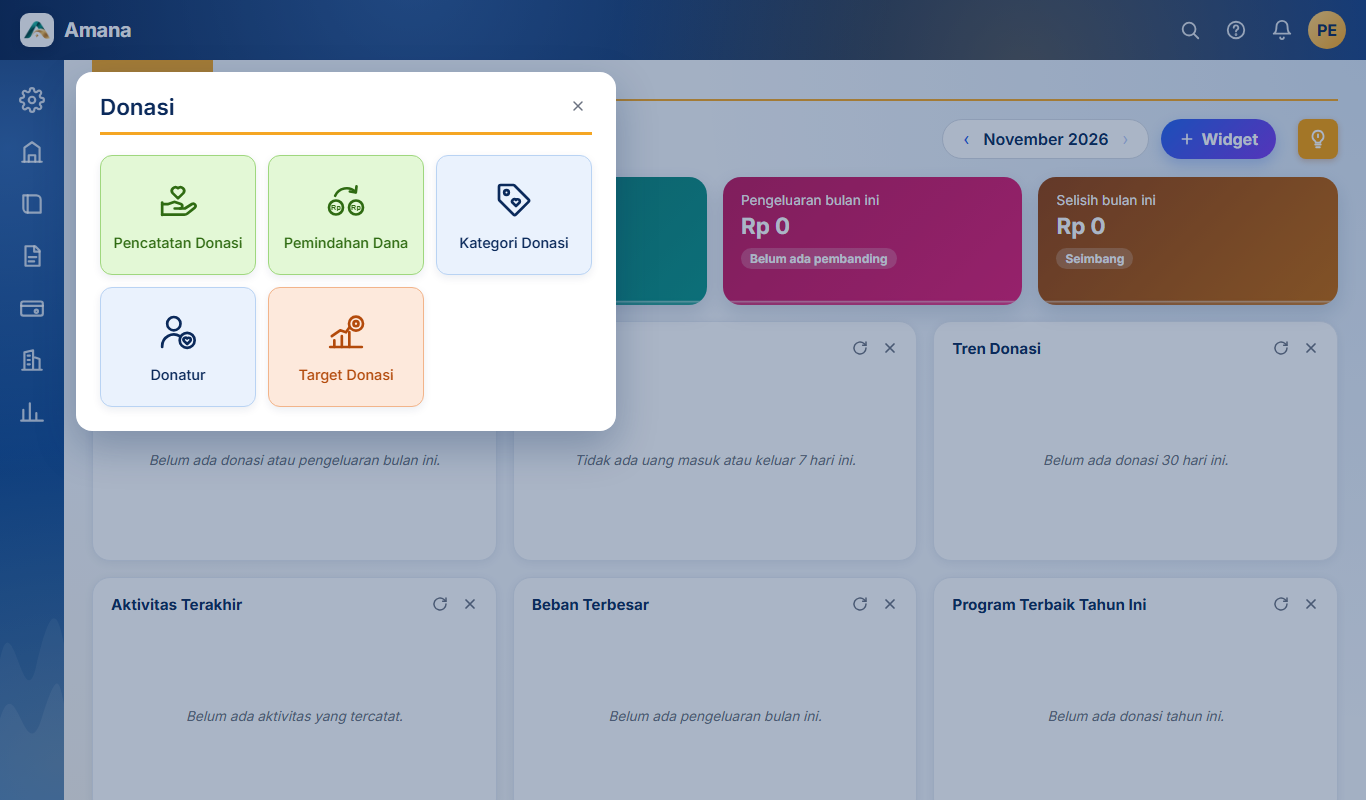 Amana
PE
Donasi
Pencatatan Donasi
Rp Rp
Pemindahan Dana
Kategori Donasi
Donatur
Target Donasi
November 2026
+ Widget
Pengeluaran bulan ini
Rp 0
Belum ada pembanding
Selisih bulan ini
Rp 0
Seimbang
Tren Donasi
Belum ada donasi atau pengeluaran bulan ini.
Tidak ada uang masuk atau keluar 7 hari ini.
Belum ada donasi 30 hari ini.
Aktivitas Terakhir
Beban Terbesar
Program Terbaik Tahun Ini
Belum ada aktivitas yang tercatat.
Belum ada pengeluaran bulan ini.
Belum ada donasi tahun ini.